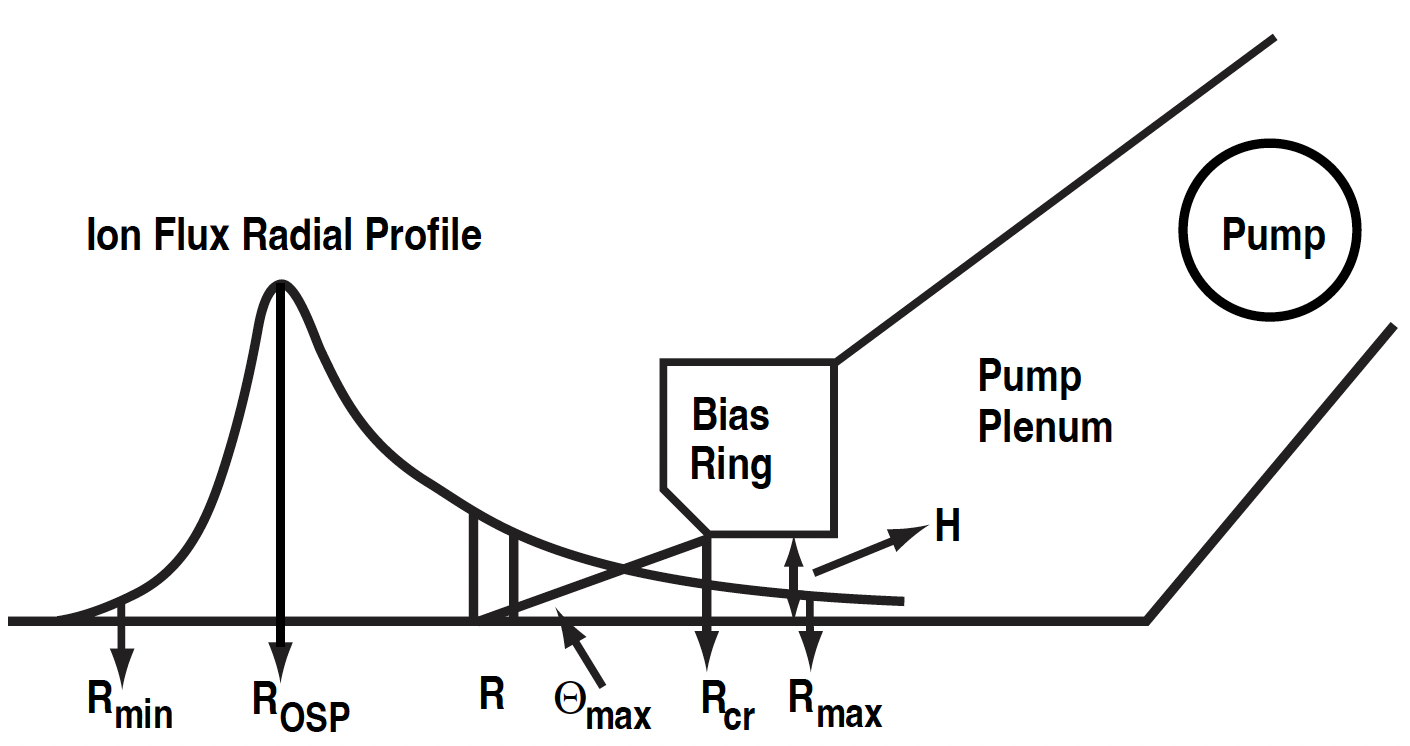 Ion Flux Radial Profile
Pump
Pump
Plenum
Bias
Ring
H
Rmin
ROSP
R
Θmax
Rcr
Rmax